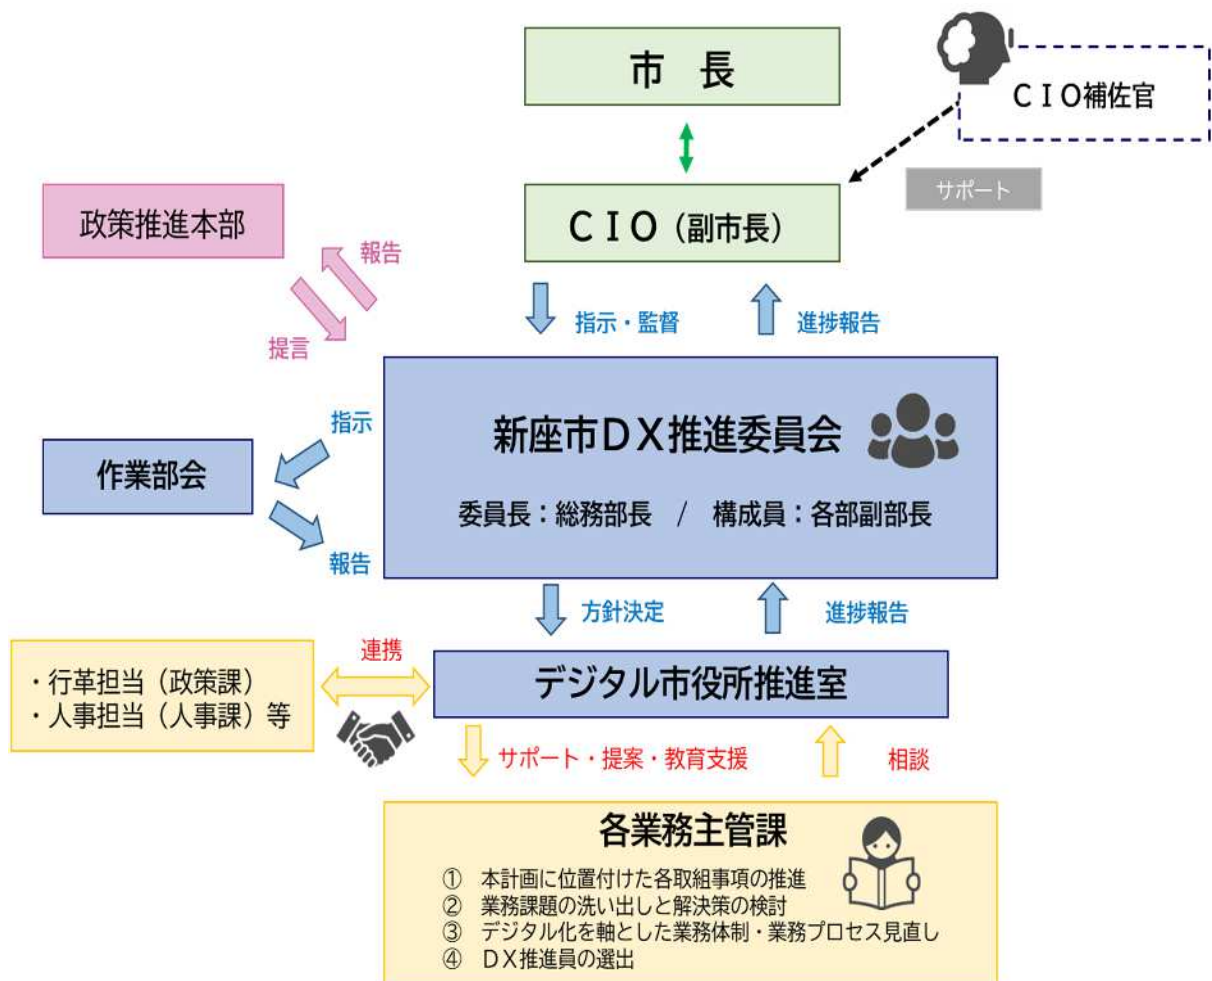 市　長
ＣＩＯ補佐官
サポート
ＣＩＯ（副市長）
政策推進本部
報告
提言
指示・監督
進捗報告
新座市ＤＸ推進委員会
委員長：総務部長　/　構成員：各部副部長
指示
作業部会
報告
方針決定
進捗報告
連携
・行革担当（政策課）
・人事担当（人事課）等
デジタル市役所推進室
サポート・提案・教育支援
相談
各業務主管課
①　本計画に位置付けた各取組事項の推進
②　業務課題の洗い出しと解決策の検討
③　デジタル化を軸とした業務体制・業務プロセス見直し
④　ＤＸ推進員の選出